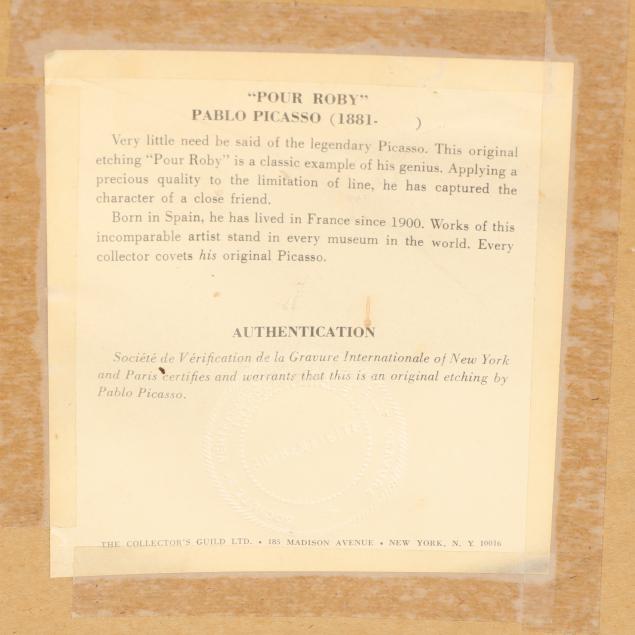 "POUR ROBY"
PABLO PICASSO (1881-      )
Very little need be said of the legendary Picasso. This original
etching "Pour Roby" is a classic example of his genius. Applying a
precious quality to the limitation of line, he has captured the
character of a close friend.
Born in Spain, he has lived in France since 1900. Works of this
incomparable artist stand in every museum in the world. Every
collector covets his original Picasso.
AUTHENTICATION
Société de Vérification de la Gravure Internationale of New York
and Paris certifies and warrants that this is an original etching by
Pablo Picasso.
THE COLLECTOR'S GUILD LTD. • 185 MADISON AVENUE • NEW YORK, N. Y. 10016